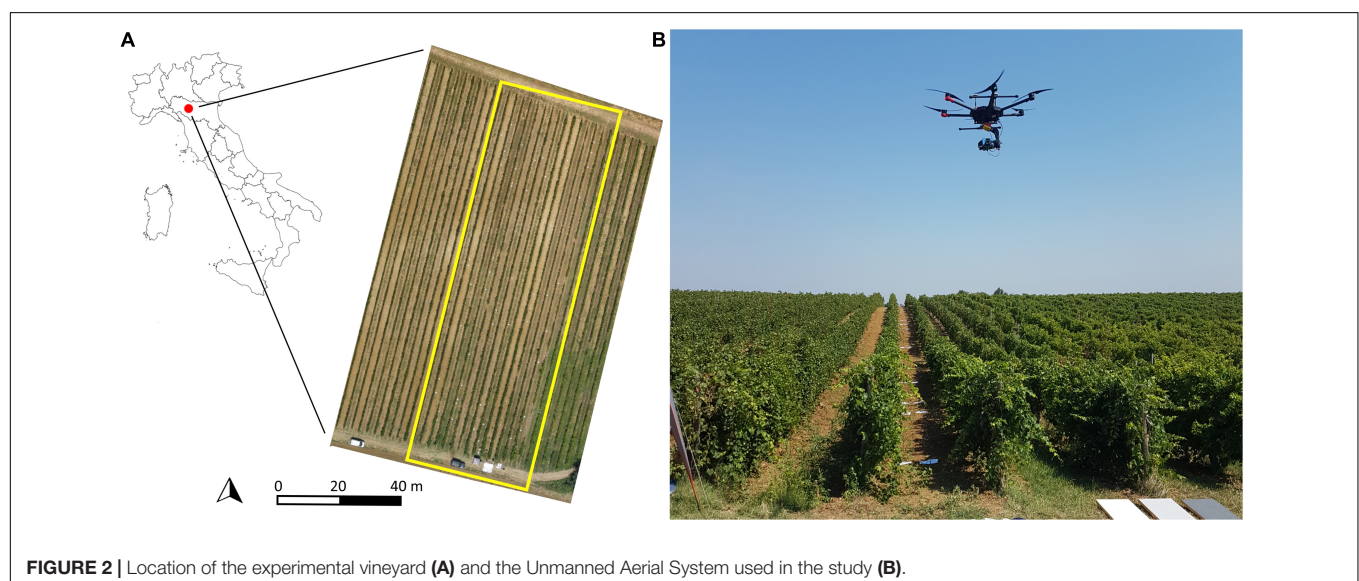 A
B
0 20 40 m
FIGURE 2 | Location of the experimental vineyard (A) and the Unmanned Aerial System used in the study (B).